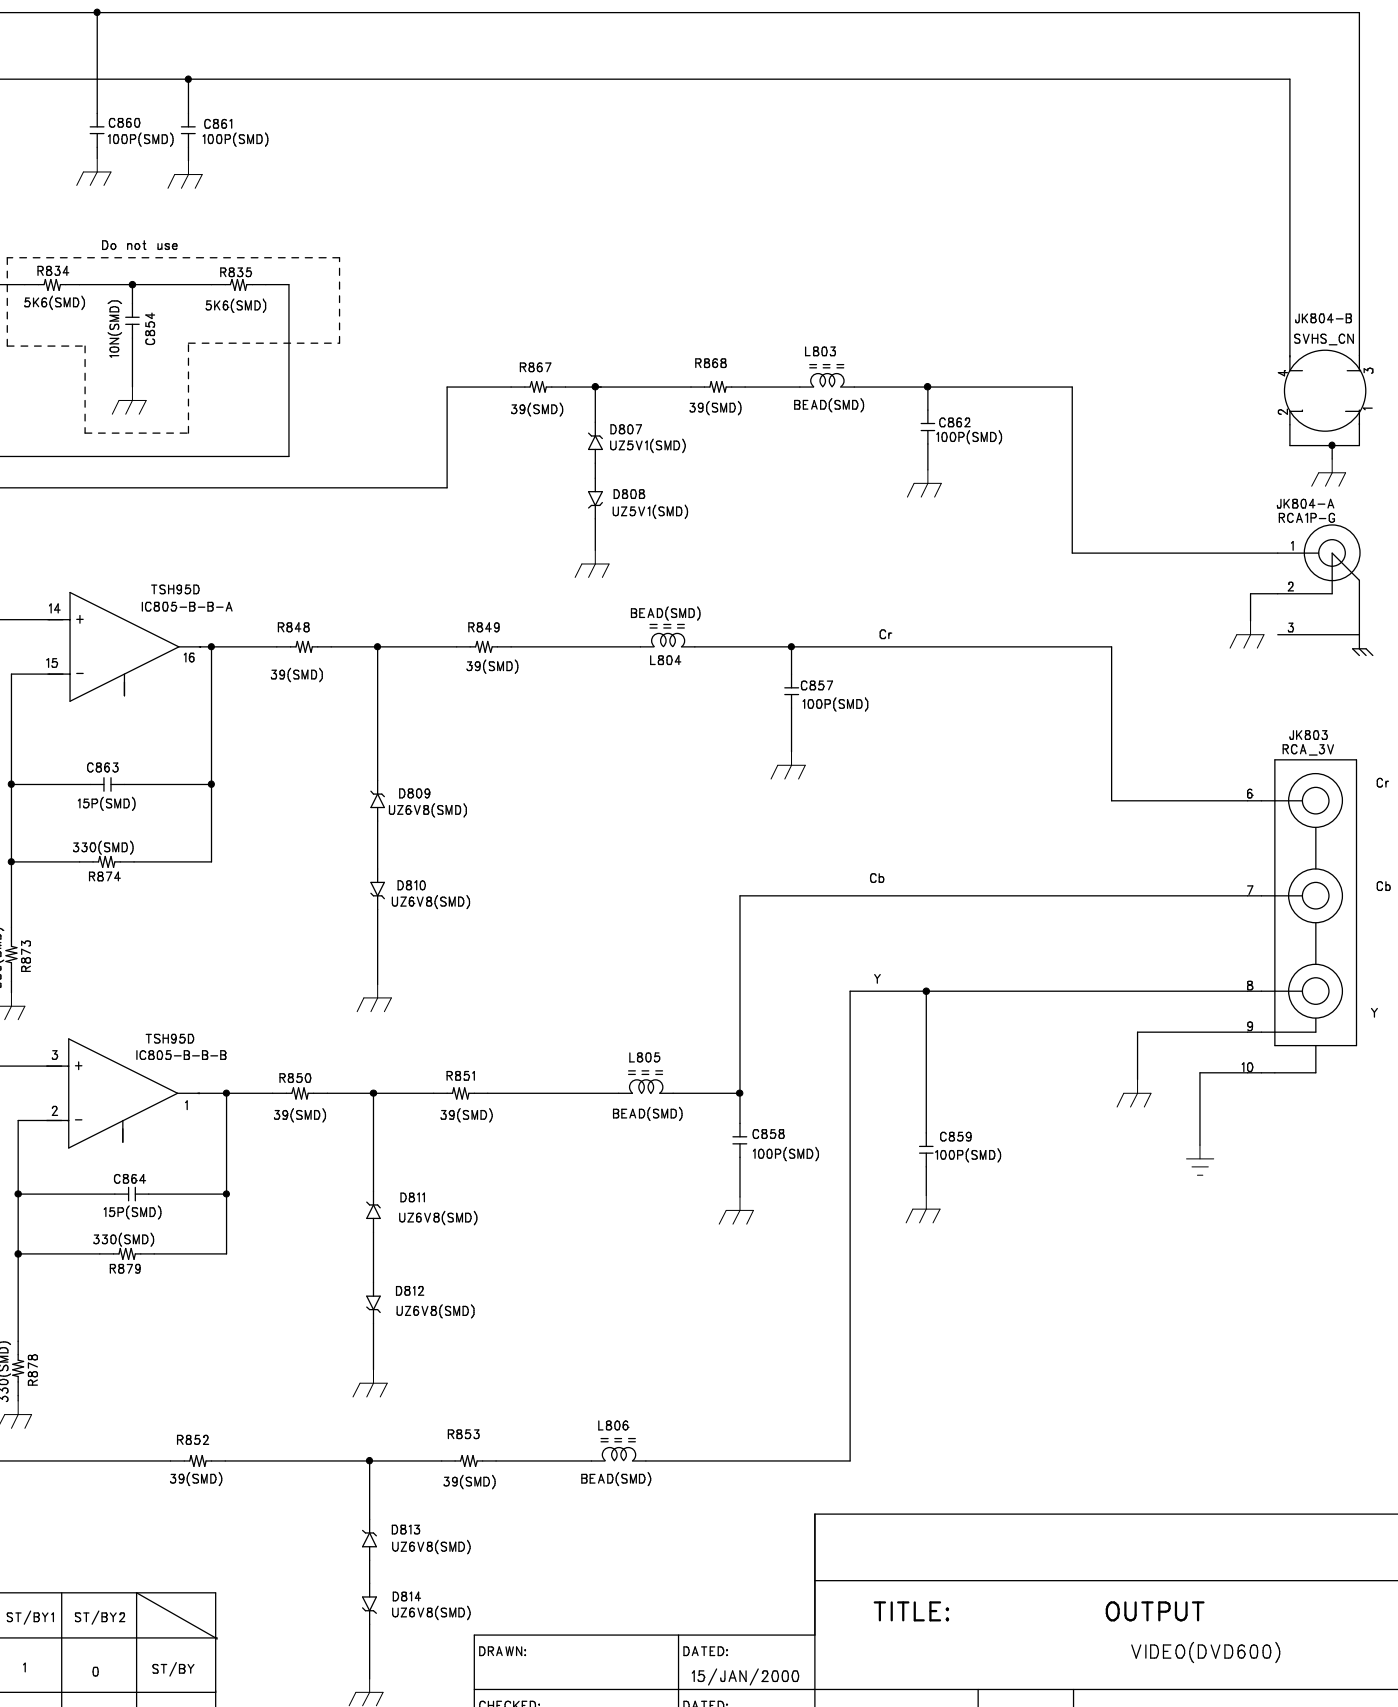 C860
100P(SMD)
C861
100P(SMD)
Do not use
R834
5K6(SMD)
10N(SMD)
C854
R835
5K6(SMD)
JK804-B
SVHS_CN
4
3
2
1
R867
39(SMD)
R868
39(SMD)
L803
BEAD(SMD)
D807
UZ5V1(SMD)
D808
UZ5V1(SMD)
C862
100P(SMD)
JK804-A
RCA1P-G
1
2
3
TSH95D
IC805-B-B-A
14
+
15
-
16
R848
39(SMD)
R849
39(SMD)
BEAD(SMD)
L804
Cr
C857
100P(SMD)
C863
15P(SMD)
330(SMD)
R874
R873
D809
UZ6V8(SMD)
D810
UZ6V8(SMD)
JK803
RCA_3V
6
Cr
Cb
7
Cb
Y
8
Y
9
10
TSH95D
IC805-B-B-B
3
+
2
-
1
R850
39(SMD)
R851
39(SMD)
L805
BEAD(SMD)
C858
100P(SMD)
C859
100P(SMD)
C864
15P(SMD)
330(SMD)
R879
330(SMD)
R878
D811
UZ6V8(SMD)
D812
UZ6V8(SMD)
R852
39(SMD)
R853
39(SMD)
L806
BEAD(SMD)
D813
UZ6V8(SMD)
D814
UZ6V8(SMD)
ST/BY1 ST/BY2
1 0 ST/BY
DRAWN:
DATED:
15/JAN/2000
CHECKED:
DATED:
TITLE: OUTPUT
VIDEO(DVD600)